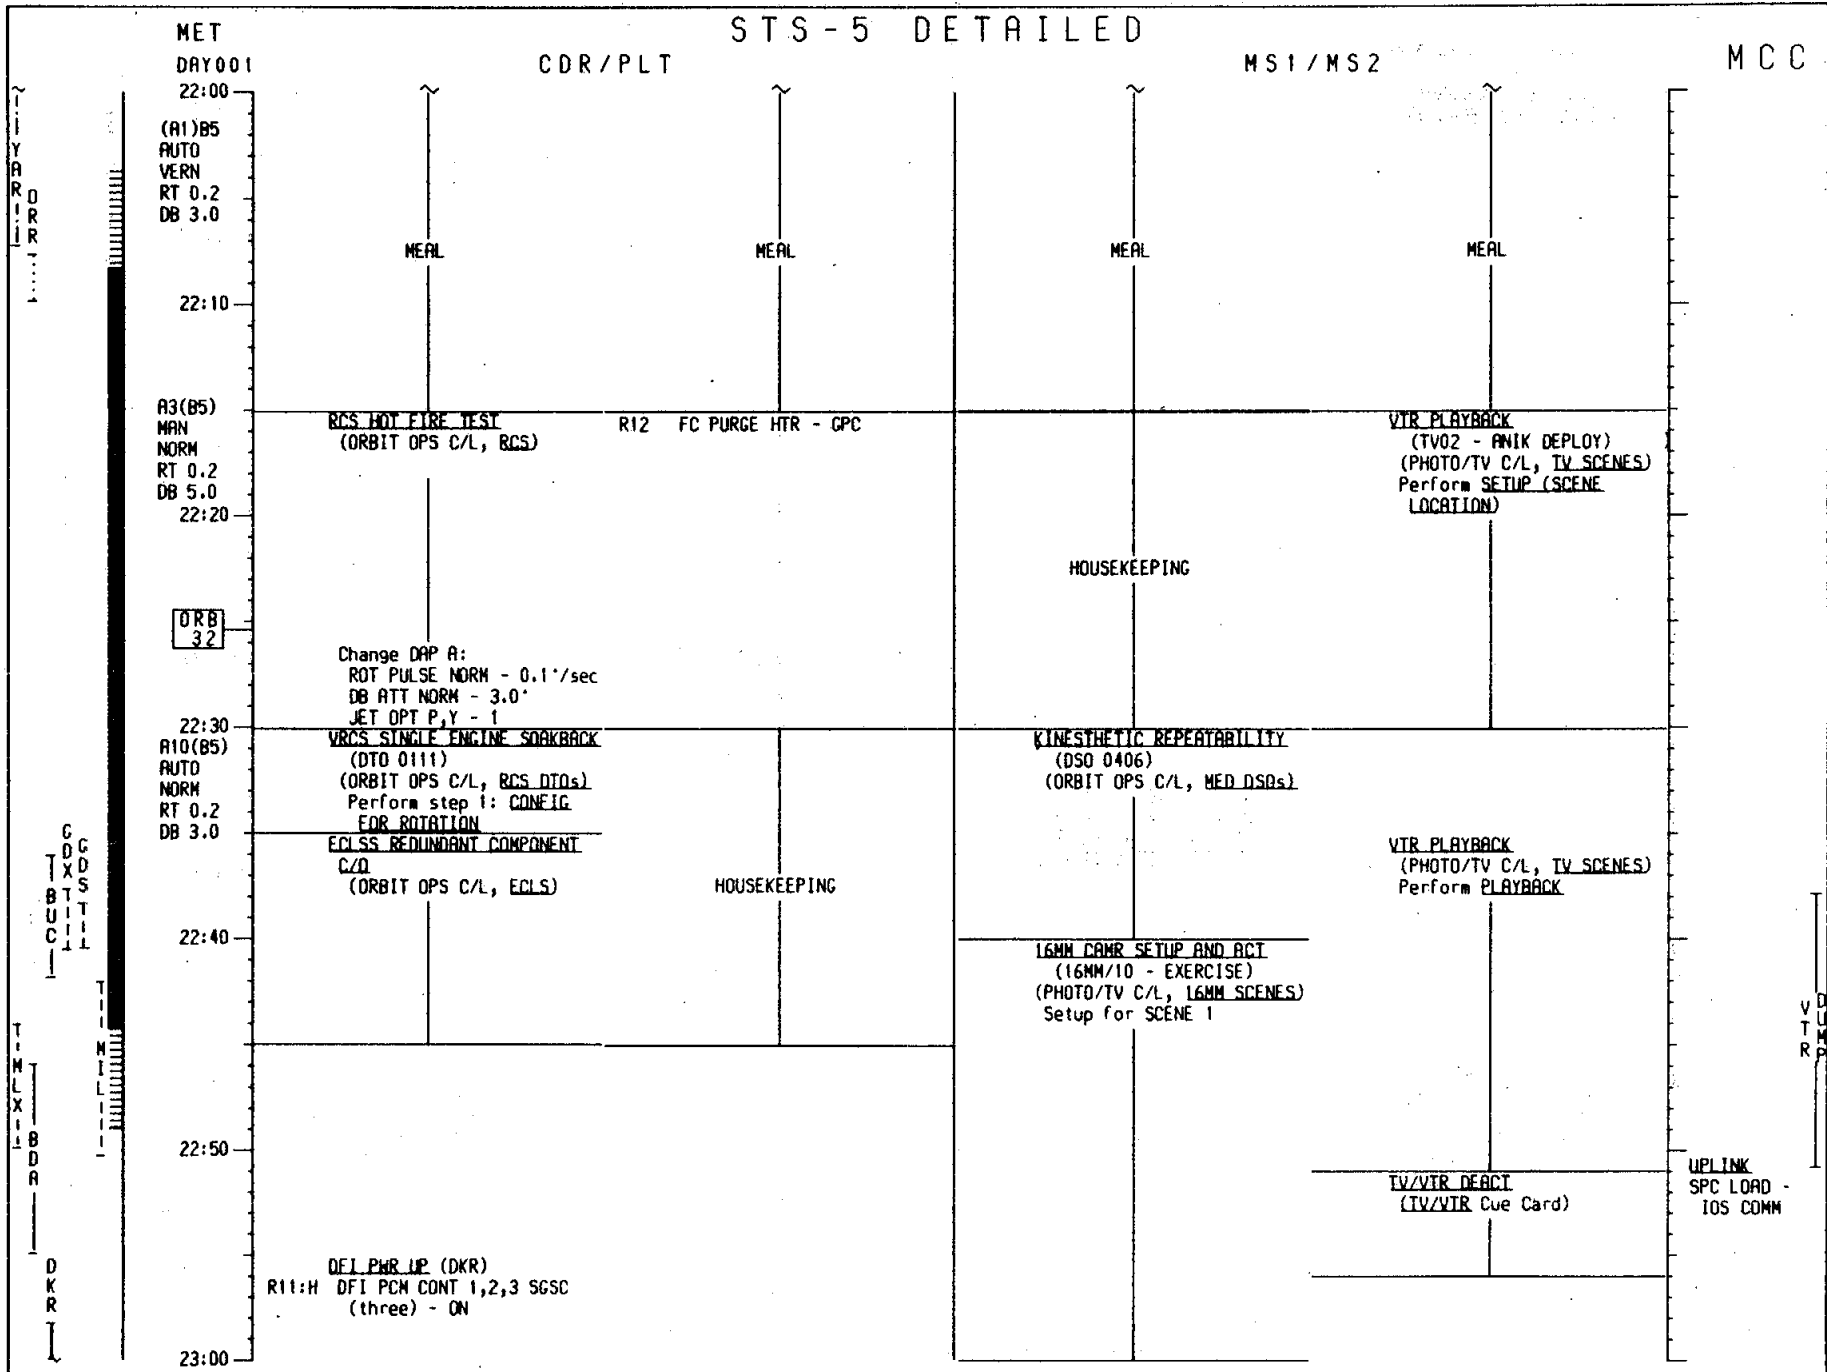 STS-5 DETAILED
MET
DAY001
CDR/PLT
MS1/MS2
MCC
22:00
(A1)B5
AUTO
VERN
RT 0.2
DB 3.0
YAR
ORR
MEAL
MEAL
MEAL
MEAL
22:10
A3(B5)
MAN
NORM
RT 0.2
DB 5.0
RCS HOT FIRE TEST
(ORBIT OPS C/L, RCS)
R12 FC PURGE HTR - GPC
VTR PLAYBACK
(TV02 - ANIK DEPLOY)
(PHOTO/TV C/L, TV SCENES)
Perform SETUP (SCENE
LOCATION)
22:20
HOUSEKEEPING
ORB
32
Change DAP A:
ROT PULSE NORM - 0.1°/sec
DB ATT NORM - 3.0°
JET OPT P,Y - 1
22:30
A10(B5)
AUTO
NORM
RT 0.2
DB 3.0
VRCS SINGLE ENGINE SOAKBACK
(DTO 0111)
(ORBIT OPS C/L, RCS DTOs)
Perform step 1: CONFIG
FOR ROTATION
KINESTHETIC REPEATABILITY
(DSO 0406)
(ORBIT OPS C/L, MED DSOs)
ECLSS REDUNDANT COMPONENT
C/O
(ORBIT OPS C/L, ECLS)
HOUSEKEEPING
VTR PLAYBACK
(PHOTO/TV C/L, TV SCENES)
Perform PLAYBACK
GDX
GDS
BUC
22:40
16MM CAMR SETUP AND ACT
(16MM/10 - EXERCISE)
(PHOTO/TV C/L, 16MM SCENES)
Setup for SCENE 1
MIL
MLX
VTR
DUMP
22:50
BDA
TV/VTR DEACT
(TV/VTR Cue Card)
UPLINK
SPC LOAD -
IOS COMM
DKR
DFI PWR UP (DKR)
R11:H DFI PCM CONT 1,2,3 SGSC
(three) - ON
23:00